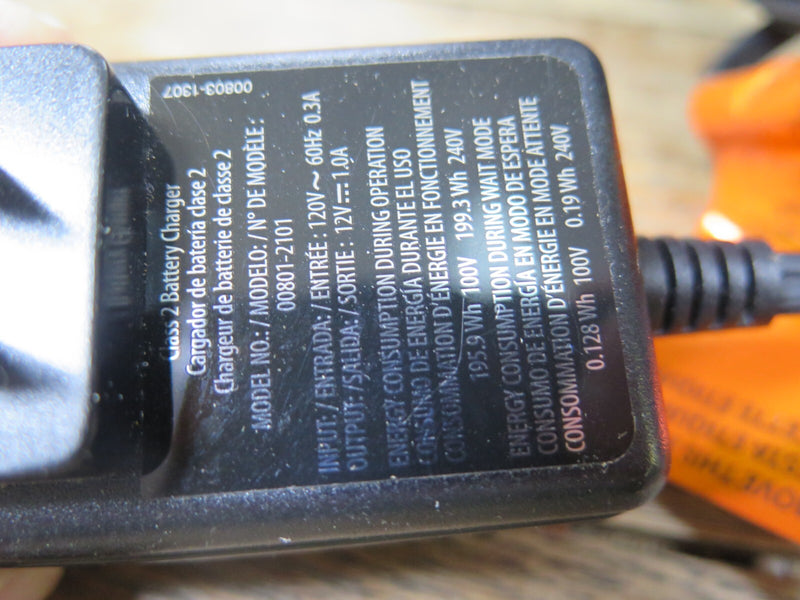 Class 2 Battery Charger
Cargador de batería clase 2
Chargeur de batterie de classe 2
MODEL NO.: / MODELO: / N° DE MODÈLE :
00801-2101
INPUT: / ENTRADA: / ENTRÉE : 120V~ 60Hz 0.3A
OUTPUT: /SALIDA: / SORTIE : 12V⎓ 1.0A
ENERGY CONSUMPTION DURING OPERATION
CONSUMO DE ENERGÍA DURANTE EL USO
CONSOMMATION D'ÉNERGIE EN FONCTIONNEMENT
195.9 Wh 100V 199.3 Wh 240V
ENERGY CONSUMPTION DURING WAIT MODE
CONSUMO DE ENERGÍA EN MODO DE ESPERA
CONSOMMATION D'ÉNERGIE EN MODE ATTENTE
0.128 Wh 100V 0.19 Wh 240V
00803-1307